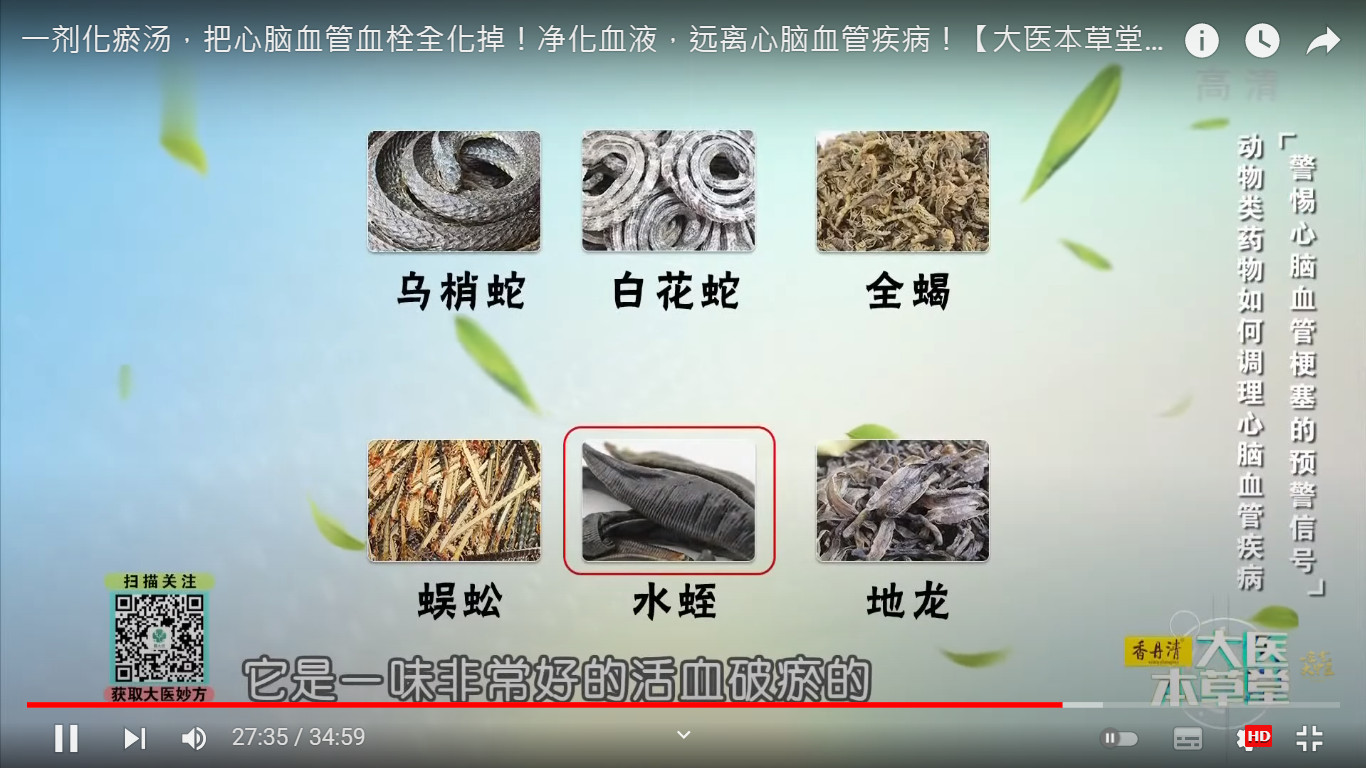 一剂化瘀汤，把心脑血管血栓全化掉！净化血液，远离心脑血管疾病！【大医本草堂...
高清
「警惕心脑血管梗塞的预警信号」
动物类药物如何调理心脑血管疾病
乌梢蛇
白花蛇
全蝎
蜈蚣
水蛭
地龙
扫描关注
获取大医妙方
它是一味非常好的活血破瘀的
香丹清
大医
本草堂
27:35 / 34:59
HD